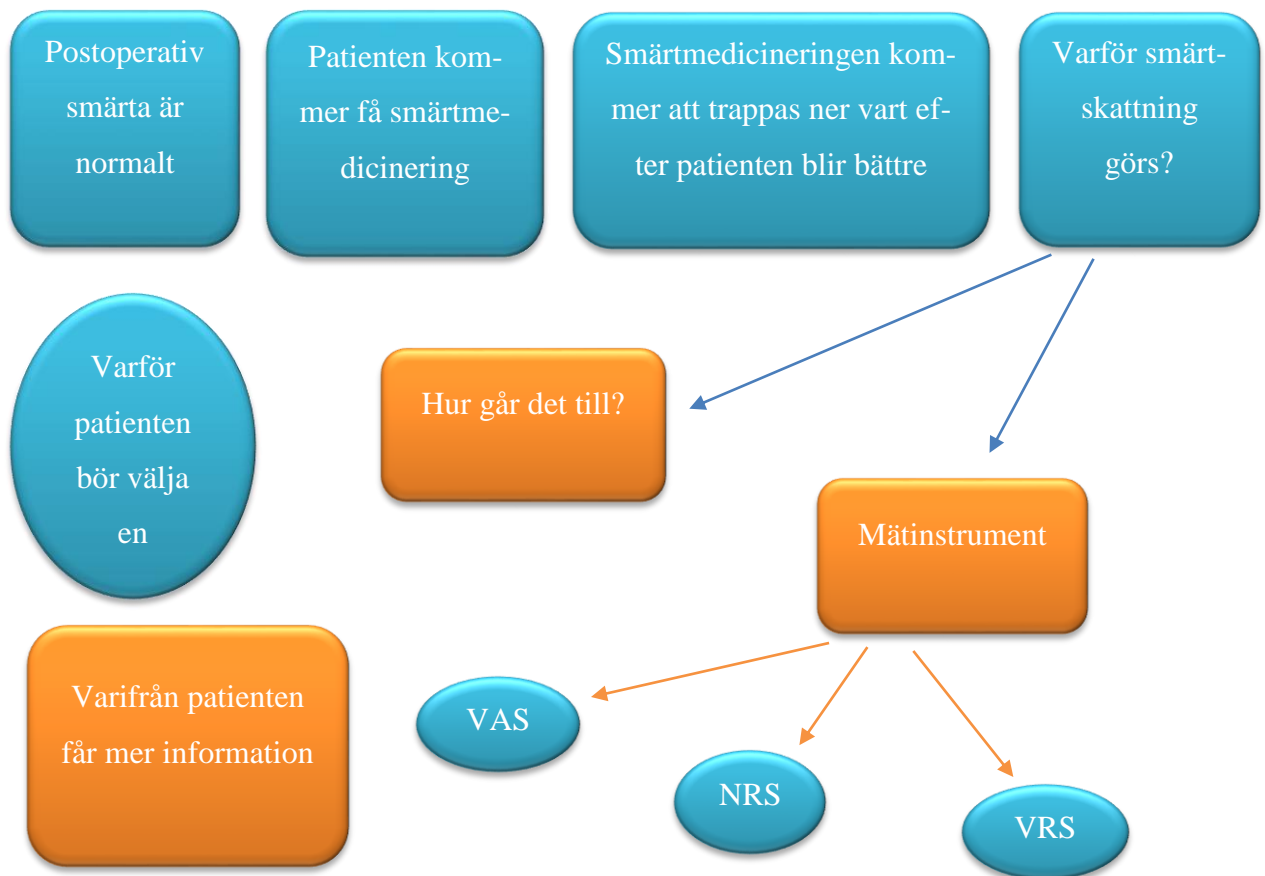 Postoperativ
smärta är
normalt
Patienten kom-
mer få smärtme-
dicinering
Smärtmedicineringen kom-
mer att trappas ner vart ef-
ter patienten blir bättre
Varför smärt-
skattning
görs?
Varför
patienten
bör välja
en
Hur går det till?
Mätinstrument
Varifrån patienten
får mer information
VAS
NRS
VRS